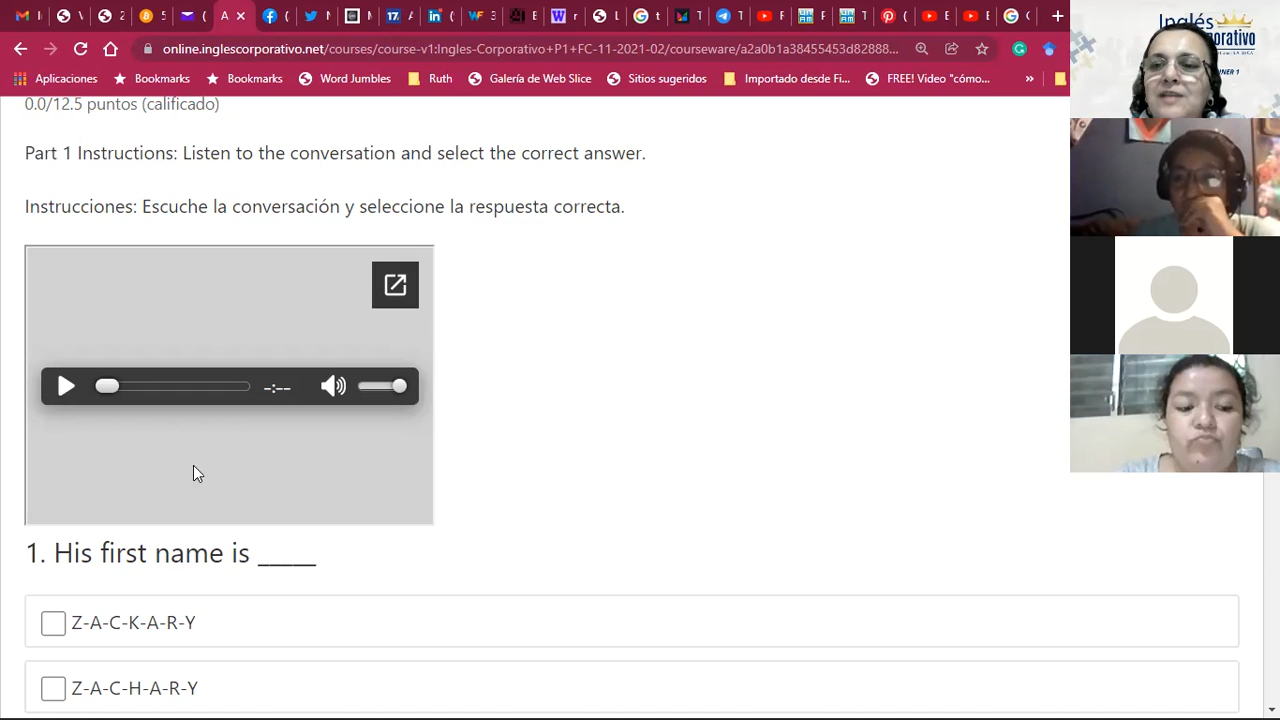 online.inglescorporativo.net/courses/course-v1:Ingles-Corporativo+P1+FC-11-2021-02/courseware/a2a0b1a38455453d82888...
Aplicaciones
Bookmarks
Bookmarks
Word Jumbles
Ruth
Galería de Web Slice
Sitios sugeridos
Importado desde Fi...
FREE! Video "cómo...
»
Inglés
0.0/12.5 puntos (calificado)
Part 1 Instructions: Listen to the conversation and select the correct answer.
Instrucciones: Escuche la conversación y seleccione la respuesta correcta.
-:--
1. His first name is _____
Z-A-C-K-A-R-Y
Z-A-C-H-A-R-Y